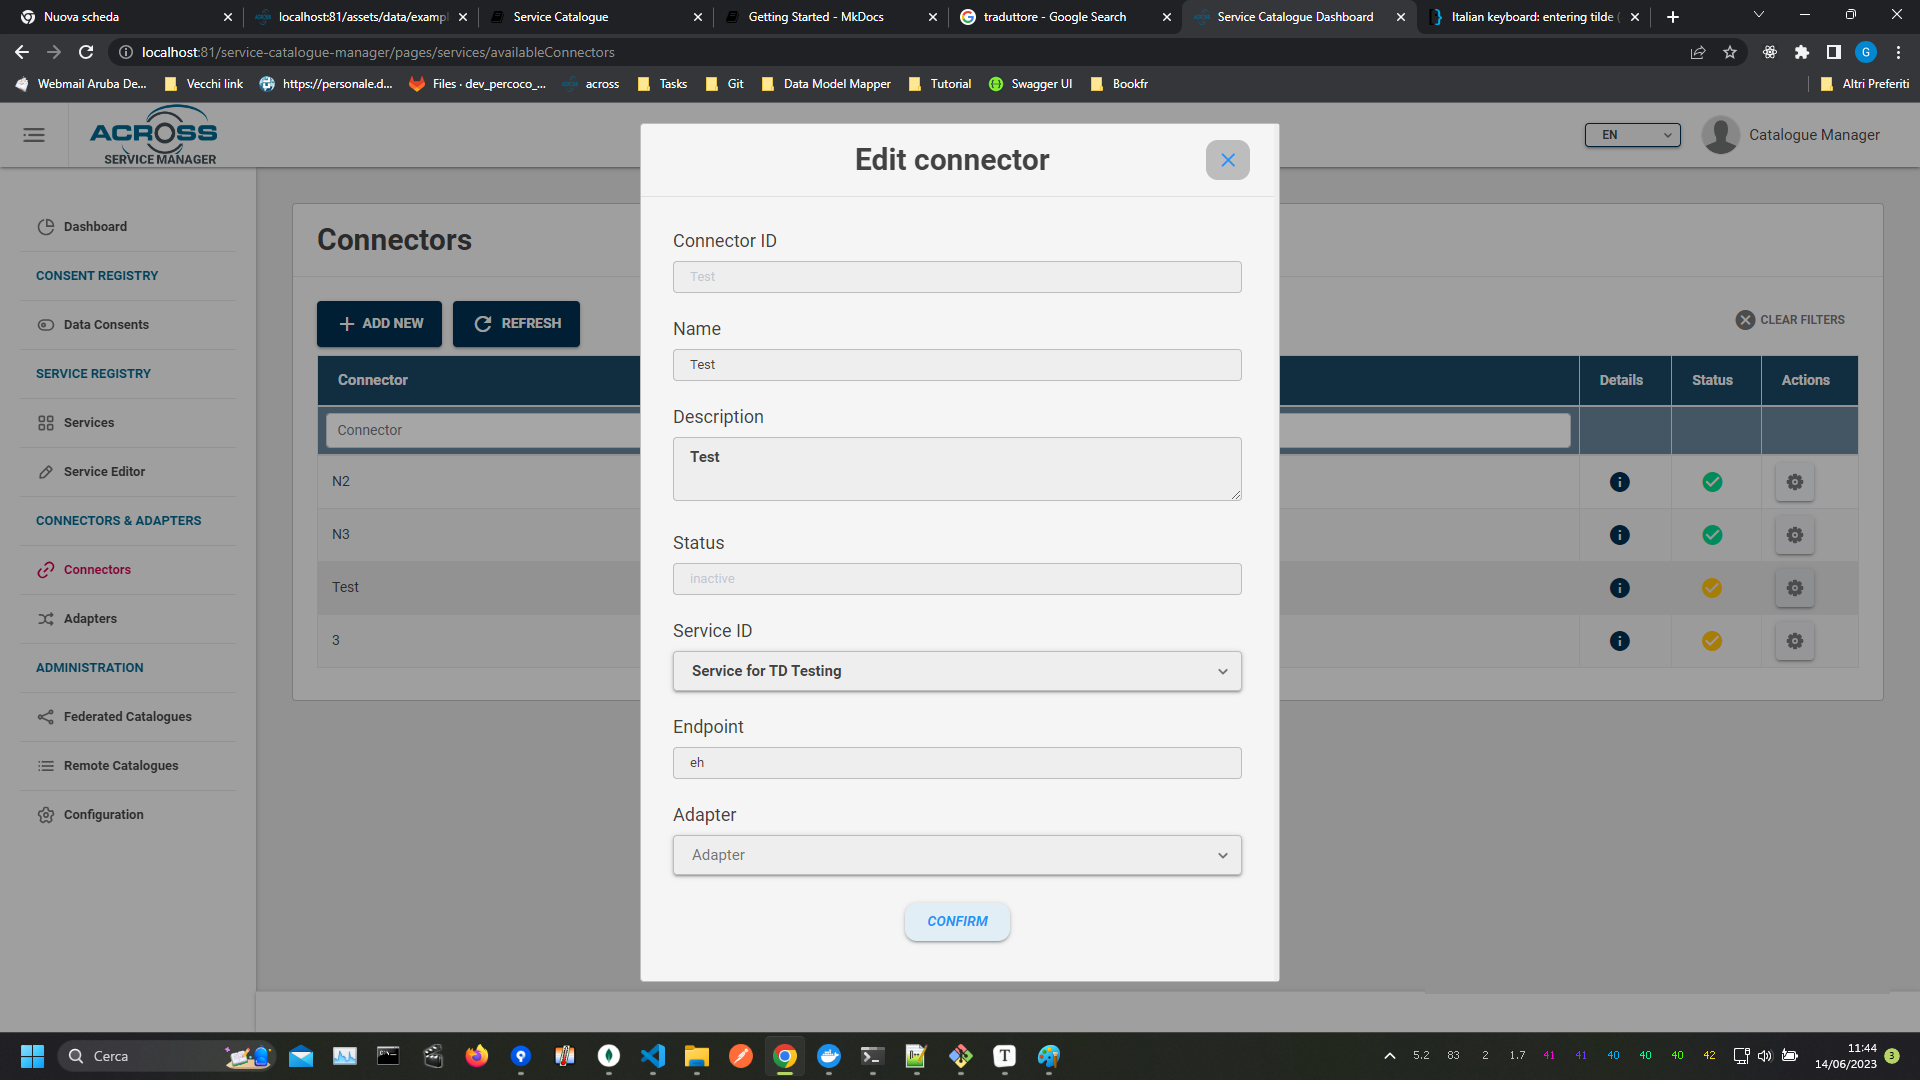 Nuova scheda
localhost:81/assets/data/exampl
Service Catalogue
Getting Started - MkDocs
traduttore - Google Search
Service Catalogue Dashboard
Italian keyboard: entering tilde (
localhost:81/service-catalogue-manager/pages/services/availableConnectors
G
Webmail Aruba De...
Vecchi link
https://personale.d...
Files · dev_percoco_...
across
Tasks
Git
Data Model Mapper
Tutorial
Swagger UI
Bookfr
Altri Preferiti
ACROSS
SERVICE MANAGER
EN
Catalogue Manager
Dashboard
CONSENT REGISTRY
Data Consents
SERVICE REGISTRY
Services
Service Editor
CONNECTORS & ADAPTERS
Connectors
Adapters
ADMINISTRATION
Federated Catalogues
Remote Catalogues
Configuration
Connectors
ADD NEW
REFRESH
CLEAR FILTERS
Connector
Details
Status
Actions
Connector
N2
N3
Test
3
Edit connector
Connector ID
Test
Name
Test
Description
Test
Status
inactive
Service ID
Service for TD Testing
Endpoint
eh
Adapter
Adapter
CONFIRM
Cerca
5.2 83 2 1.7 41 41 40 40 40 42
11:44
14/06/2023
3